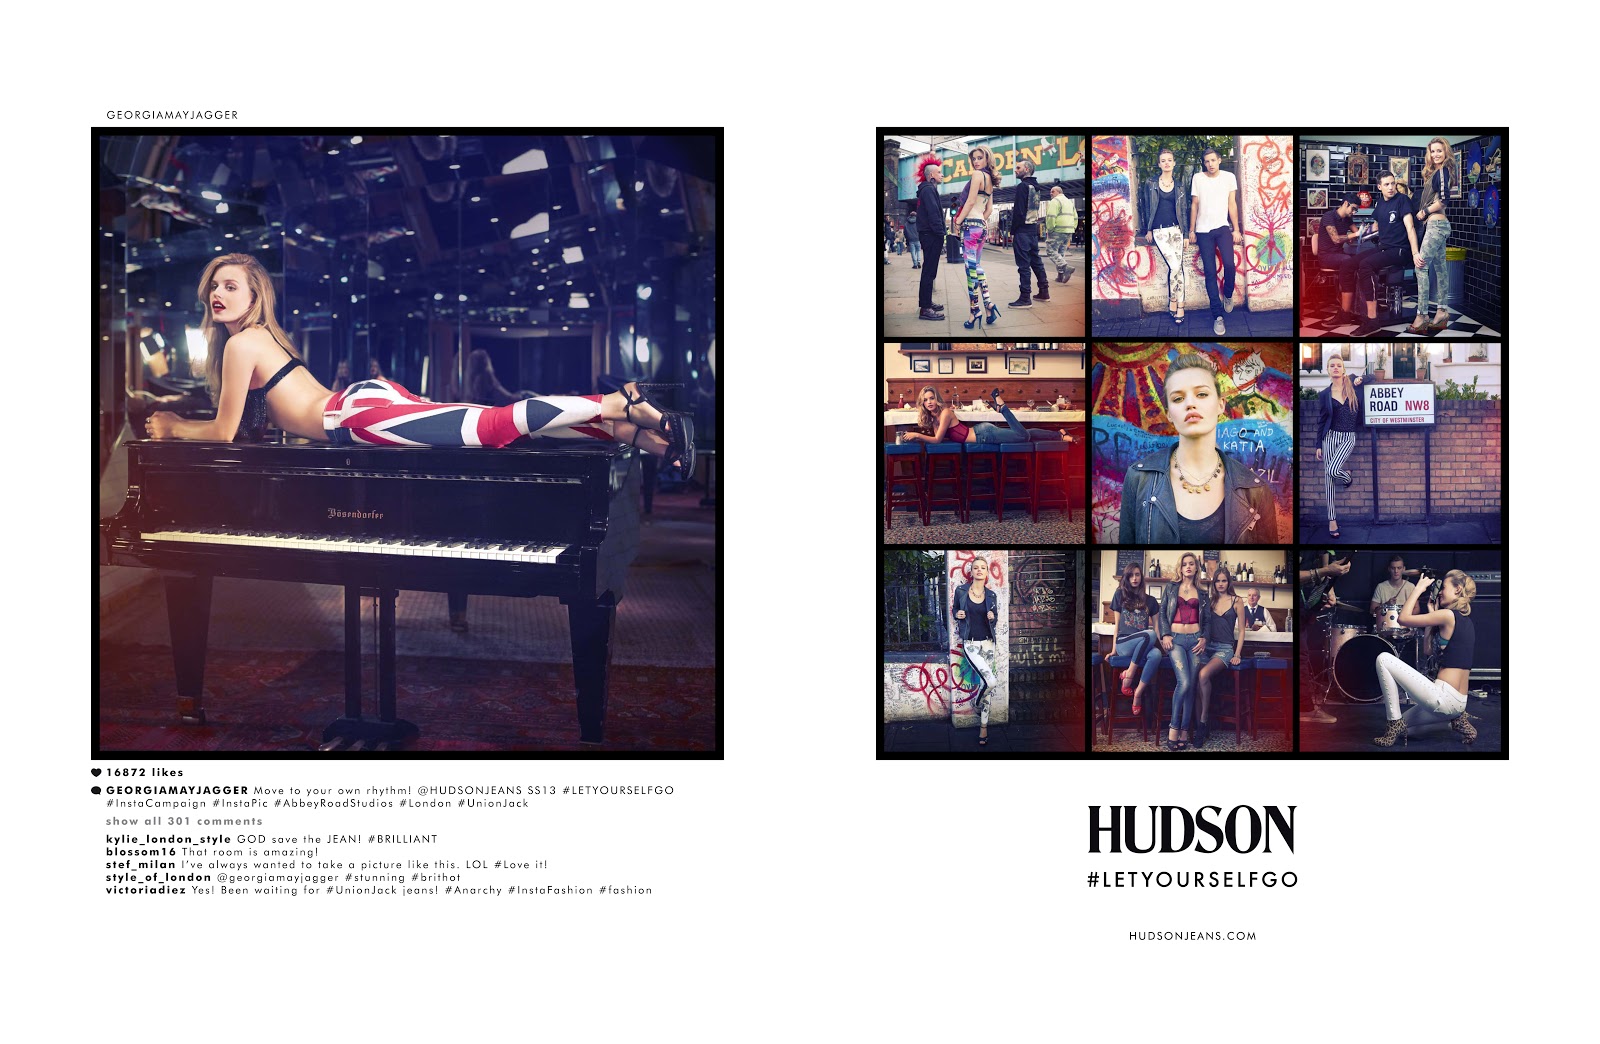 GEORGIAMAYJAGGER
Bösendorfer
16872 likes
GEORGIAMAYJAGGER Move to your own rhythm! @HUDSONJEANS SS13 #LETYOURSELFGO
#InstaCampaign #InstaPic #AbbeyRoadStudios #London #UnionJack
show all 301 comments
kylie_london_style GOD save the JEAN! #BRILLIANT
blossom16 That room is amazing!
stef_milan I've always wanted to take a picture like this. LOL #Love it!
style_of_london @georgiamayjagger #stunning #brithot
victoriadiez Yes! Been waiting for #UnionJack jeans! #Anarchy #InstaFashion #fashion
CAMDEN LO
IAGO AND
KATIA
ZIL
ABBEY
ROAD NW8
CITY OF WESTMINSTER
HUDSON
#LETYOURSELFGO
HUDSONJEANS.COM